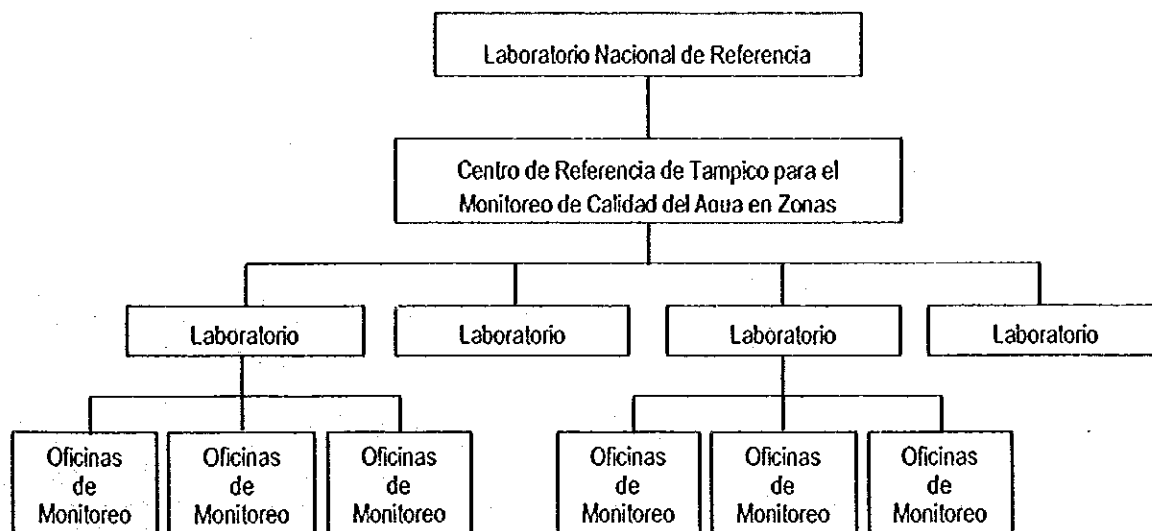 Laboratorio Nacional de Referencia
Centro de Referencia de Tampico para el
Monitoreo de Calidad del Agua en Zonas
Laboratorio
Laboratorio
Laboratorio
Laboratorio
Oficinas
de
Monitoreo
Oficinas
de
Monitoreo
Oficinas
de
Monitoreo
Oficinas
de
Monitoreo
Oficinas
de
Monitoreo
Oficinas
de
Monitoreo